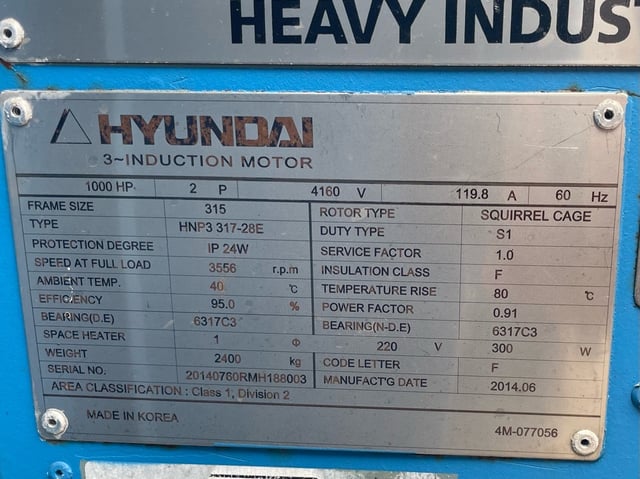 HEAVY INDUS
HYUNDAI
3~INDUCTION MOTOR
1000 HP 2 P 4160 V 119.8 A 60 Hz
FRAME SIZE 315 ROTOR TYPE SQUIRREL CAGE
TYPE HNP3 317-28E DUTY TYPE S1
PROTECTION DEGREE IP 24W SERVICE FACTOR 1.0
SPEED AT FULL LOAD 3556 r.p.m INSULATION CLASS F
AMBIENT TEMP. 40 ℃ TEMPERATURE RISE 80 ℃
EFFICIENCY 95.0 % POWER FACTOR 0.91
BEARING(D.E) 6317C3 BEARING(N-D.E) 6317C3
SPACE HEATER 1 Φ 220 V 300 W
WEIGHT 2400 kg CODE LETTER F
SERIAL NO. 20140760RMH188003 MANUFACT'G DATE 2014.06
AREA CLASSIFICATION : Class 1, Division 2
MADE IN KOREA
4M-077056